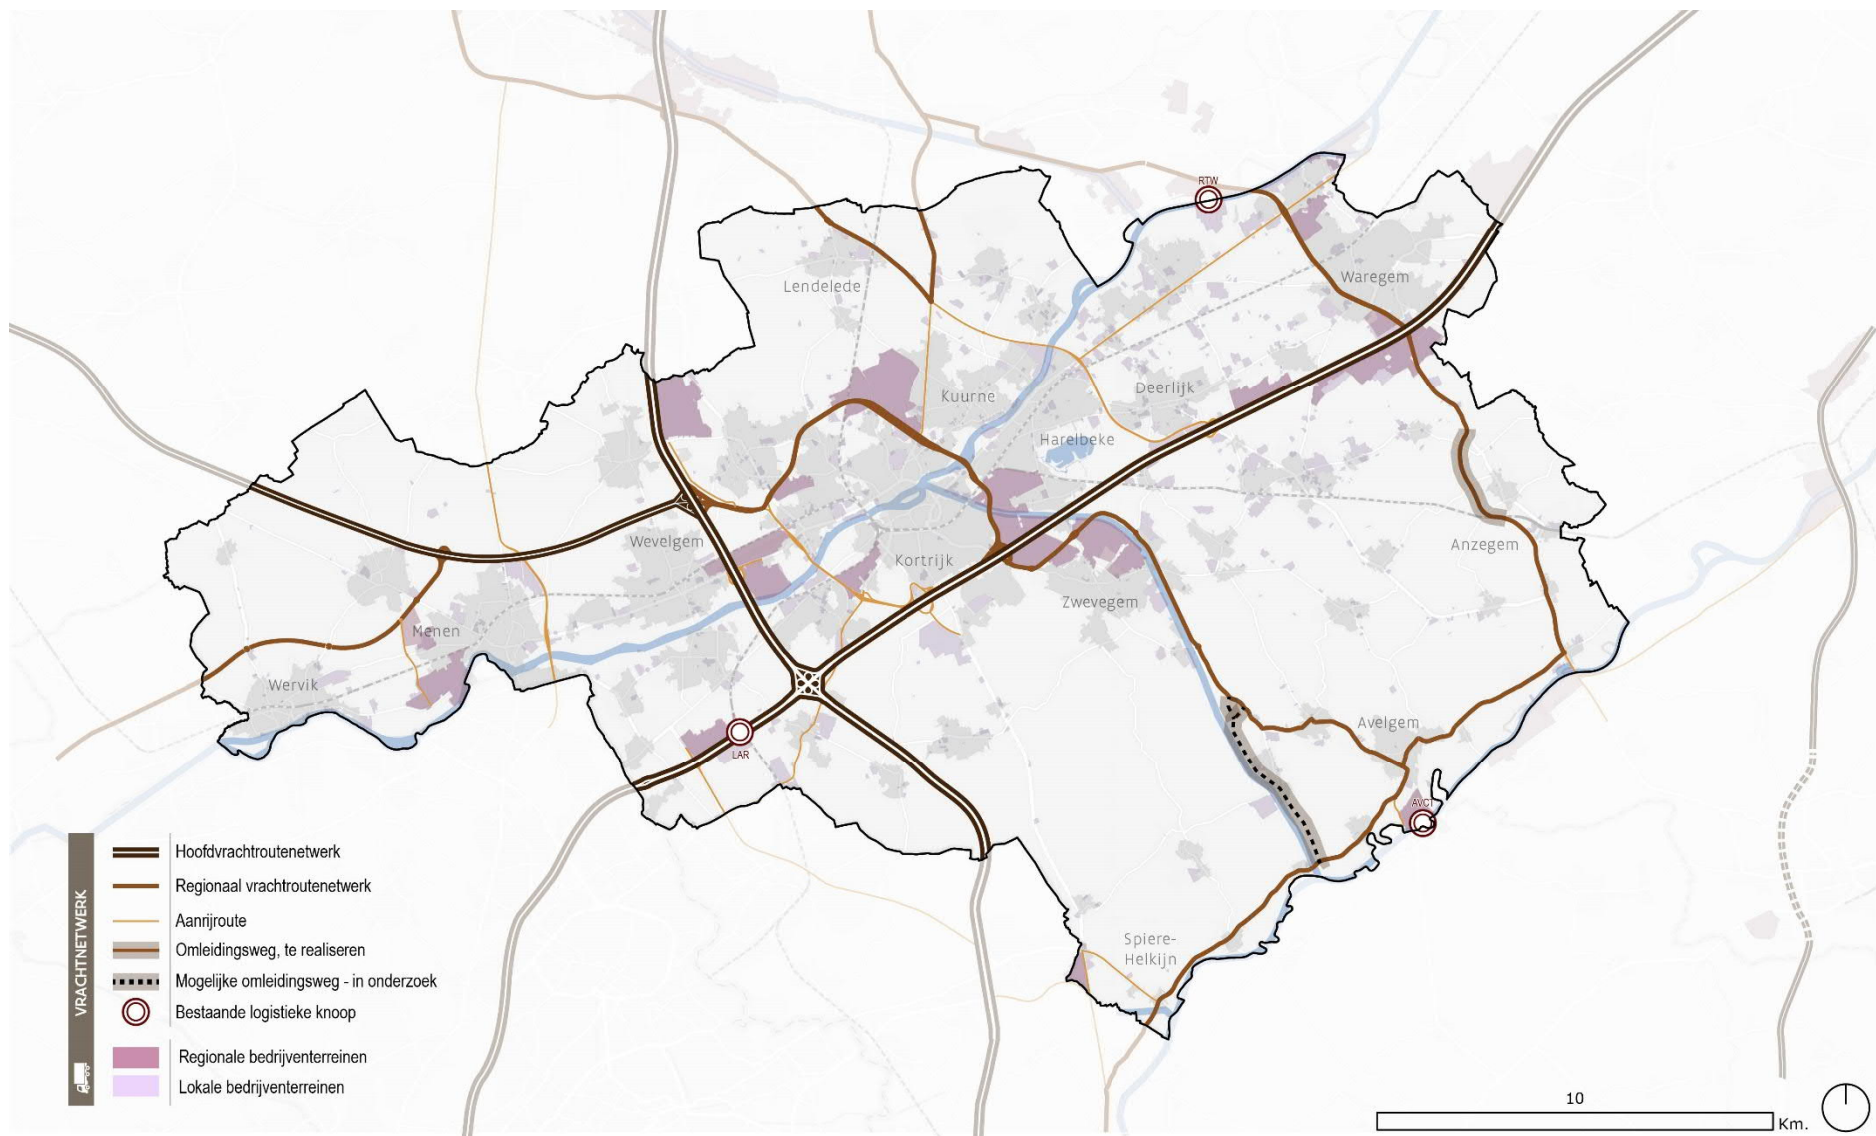 RTW
Waregem
Lendelede
Deerlijk
Kuurne
Harelbeke
Wevelgem
Anzegem
Kortrijk
Zwevegem
Menen
Wervik
Avelgem
LAR
AVCT
Spiere-
Helkijn
VRACHTNETWERK
Hoofdvrachtroutenetwerk
Regionaal vrachtroutenetwerk
Aanrijroute
Omleidingsweg, te realiseren
Mogelijke omleidingsweg - in onderzoek
Bestaande logistieke knoop
Regionale bedrijventerreinen
Lokale bedrijventerreinen
10
Km.